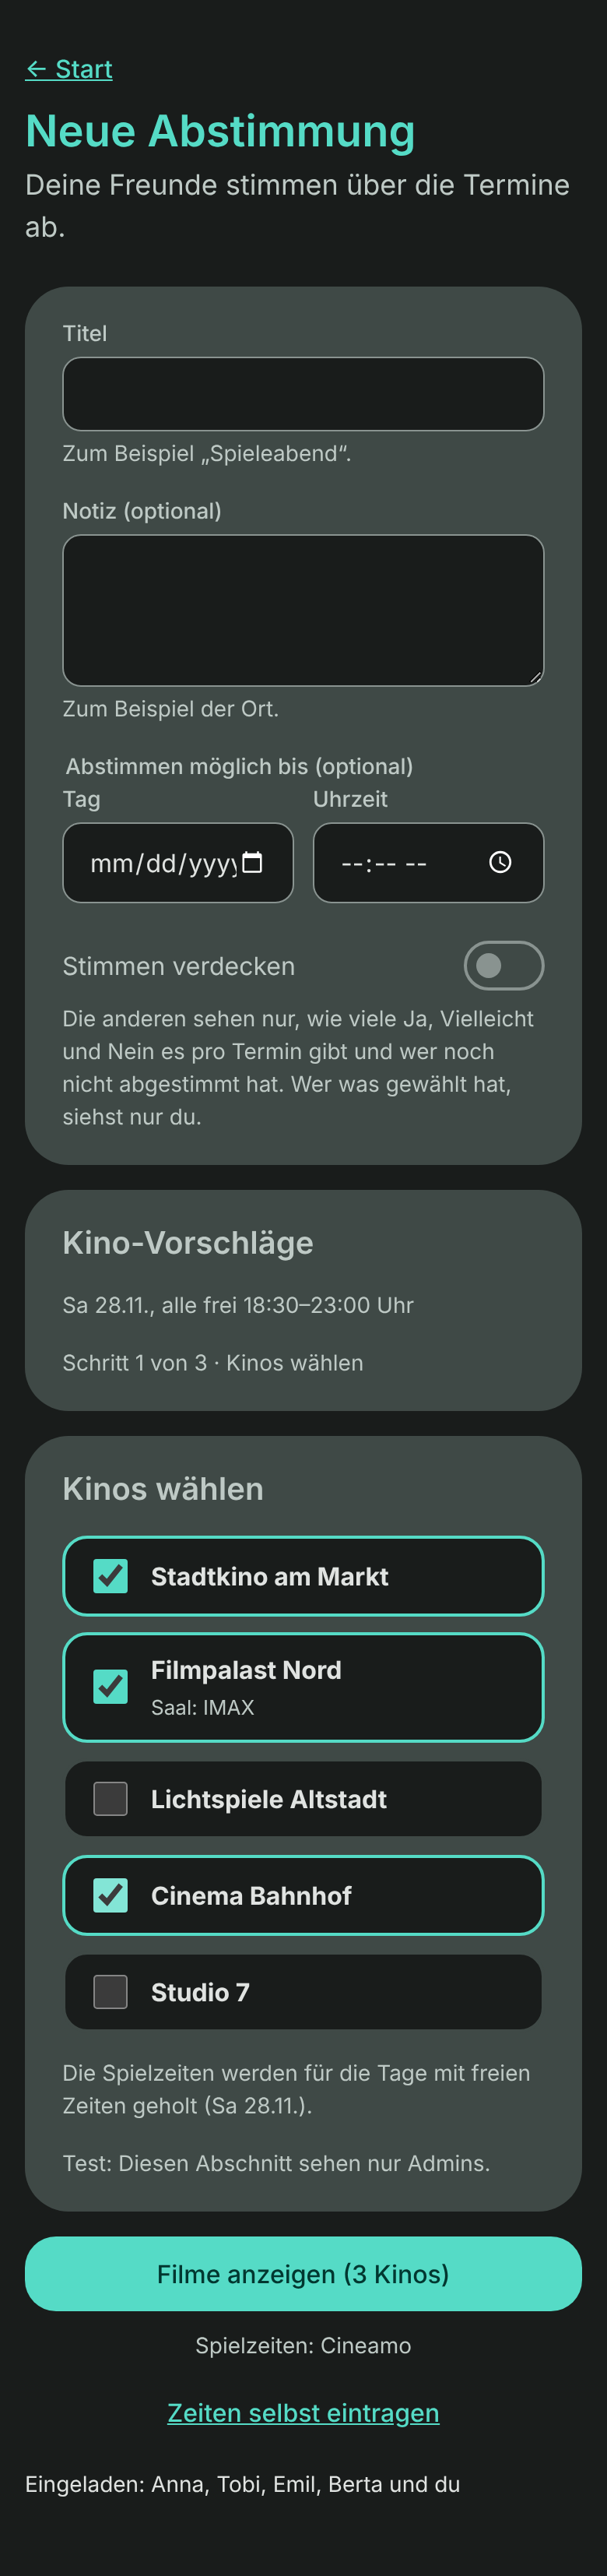 ← Start
Neue Abstimmung
Deine Freunde stimmen über die Termine
ab.
Titel
Zum Beispiel „Spieleabend“.
Notiz (optional)
Zum Beispiel der Ort.
Abstimmen möglich bis (optional)
Tag
Uhrzeit
mm/dd/yyyy
--:-- --
Stimmen verdecken
Die anderen sehen nur, wie viele Ja, Vielleicht
und Nein es pro Termin gibt und wer noch
nicht abgestimmt hat. Wer was gewählt hat,
siehst nur du.
Kino-Vorschläge
Sa 28.11., alle frei 18:30–23:00 Uhr
Schritt 1 von 3 · Kinos wählen
Kinos wählen
Stadtkino am Markt
Filmpalast Nord
Saal: IMAX
Lichtspiele Altstadt
Cinema Bahnhof
Studio 7
Die Spielzeiten werden für die Tage mit freien
Zeiten geholt (Sa 28.11.).
Test: Diesen Abschnitt sehen nur Admins.
Filme anzeigen (3 Kinos)
Spielzeiten: Cineamo
Zeiten selbst eintragen
Eingeladen: Anna, Tobi, Emil, Berta und du